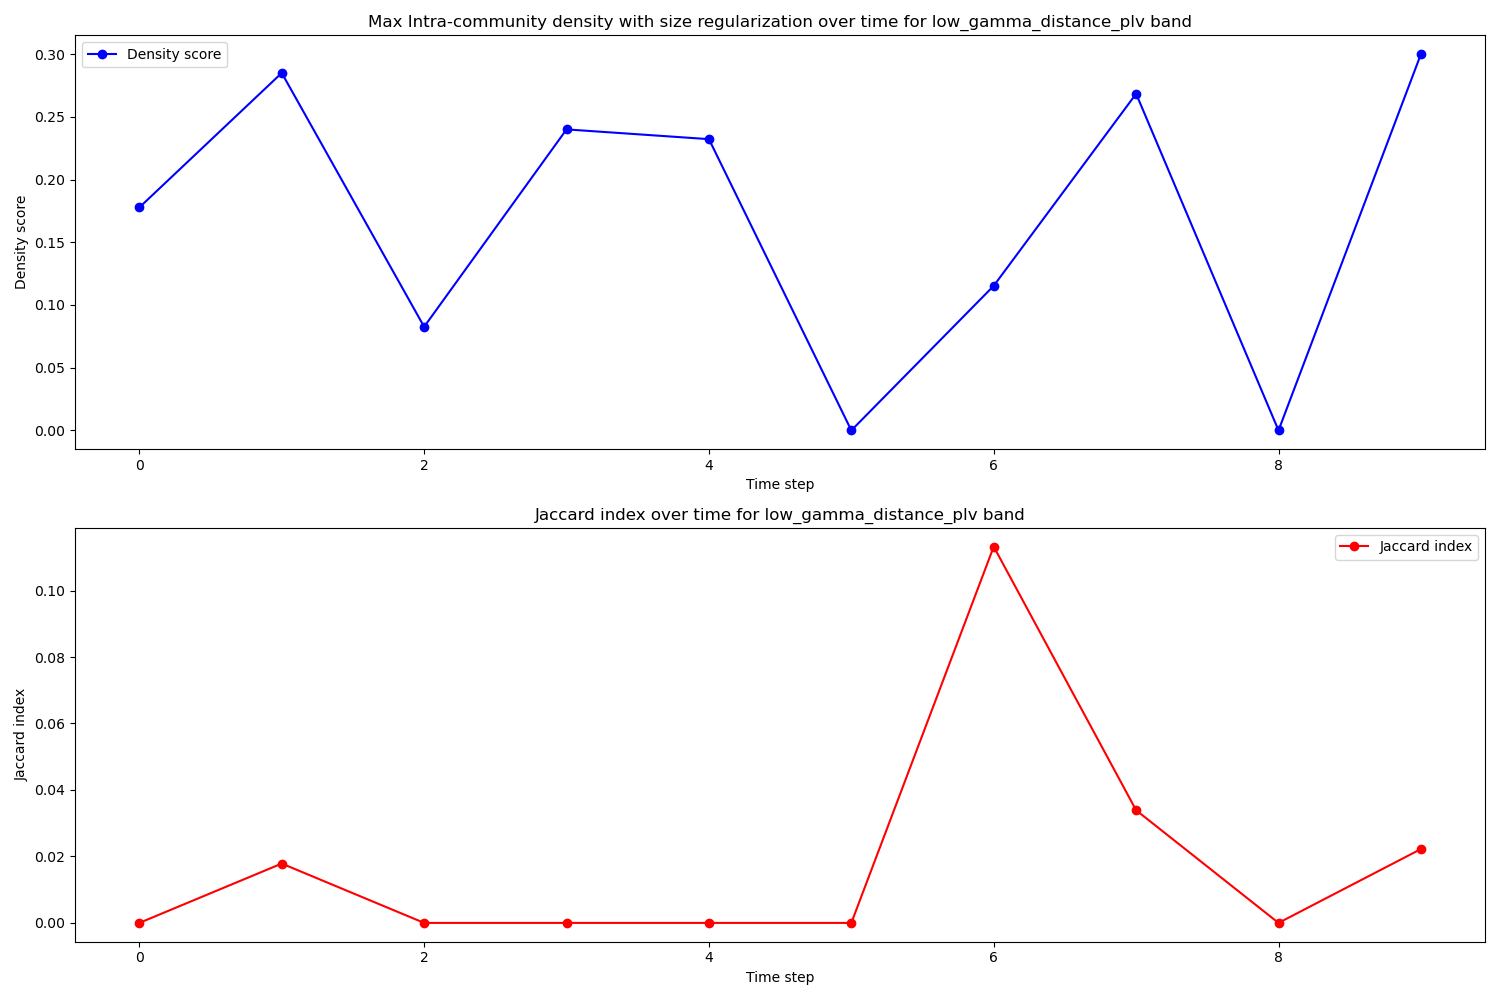 Max Intra-community density with size regularization over time for low_gamma_distance_plv band
Density score
0.30
0.25
0.20
0.15
0.10
0.05
0.00
Density score
0 2 4 6 8
Time step
Jaccard index over time for low_gamma_distance_plv band
Jaccard index
0.10
0.08
0.06
0.04
0.02
0.00
Jaccard index
0 2 4 6 8
Time step